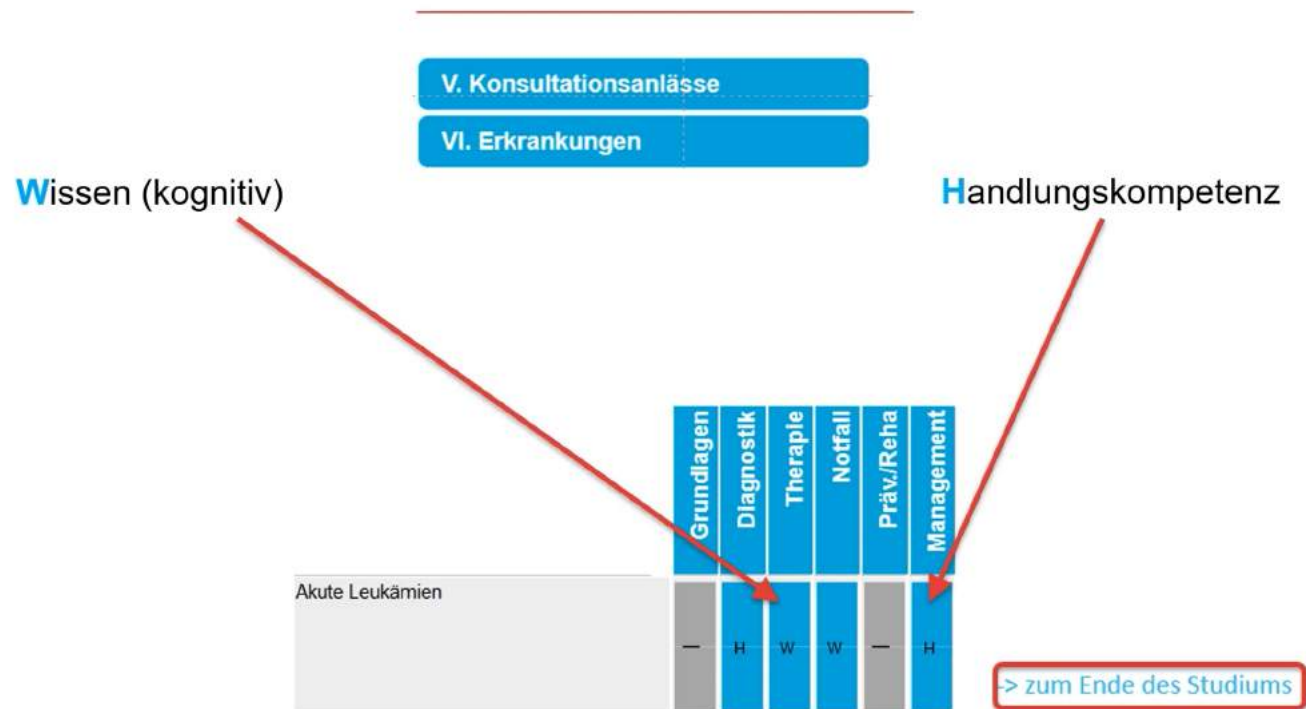 V. Konsultationsanlässe
VI. Erkrankungen
Wissen (kognitiv)
Handlungskompetenz
Grundlagen
Diagnostik
Therapie
Notfall
Präv./Reha
Management
Akute Leukämien
– H W W – H
-> zum Ende des Studiums